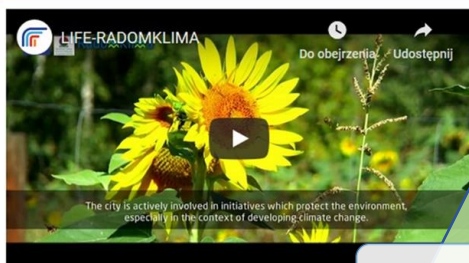 LIFE-RADOMKLIMA
Do obejrzenia
Udostępnij
The city is actively involved in initiatives which protect the environment,
especially in the context of developing climate change.